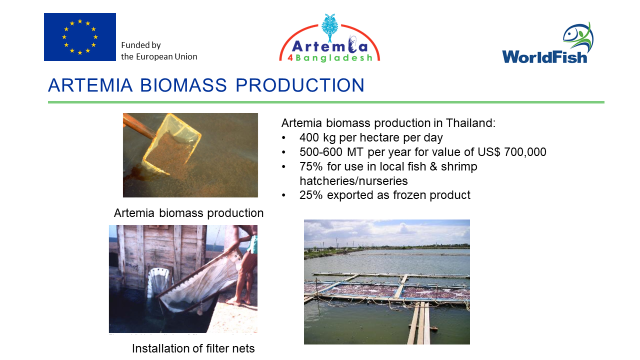 Funded by
the European Union
Artemia
4Bangladesh
WorldFish
ARTEMIA BIOMASS PRODUCTION
Artemia biomass production in Thailand:
• 400 kg per hectare per day
• 500-600 MT per year for value of US$ 700,000
• 75% for use in local fish & shrimp
hatcheries/nurseries
• 25% exported as frozen product
Artemia biomass production
Installation of filter nets